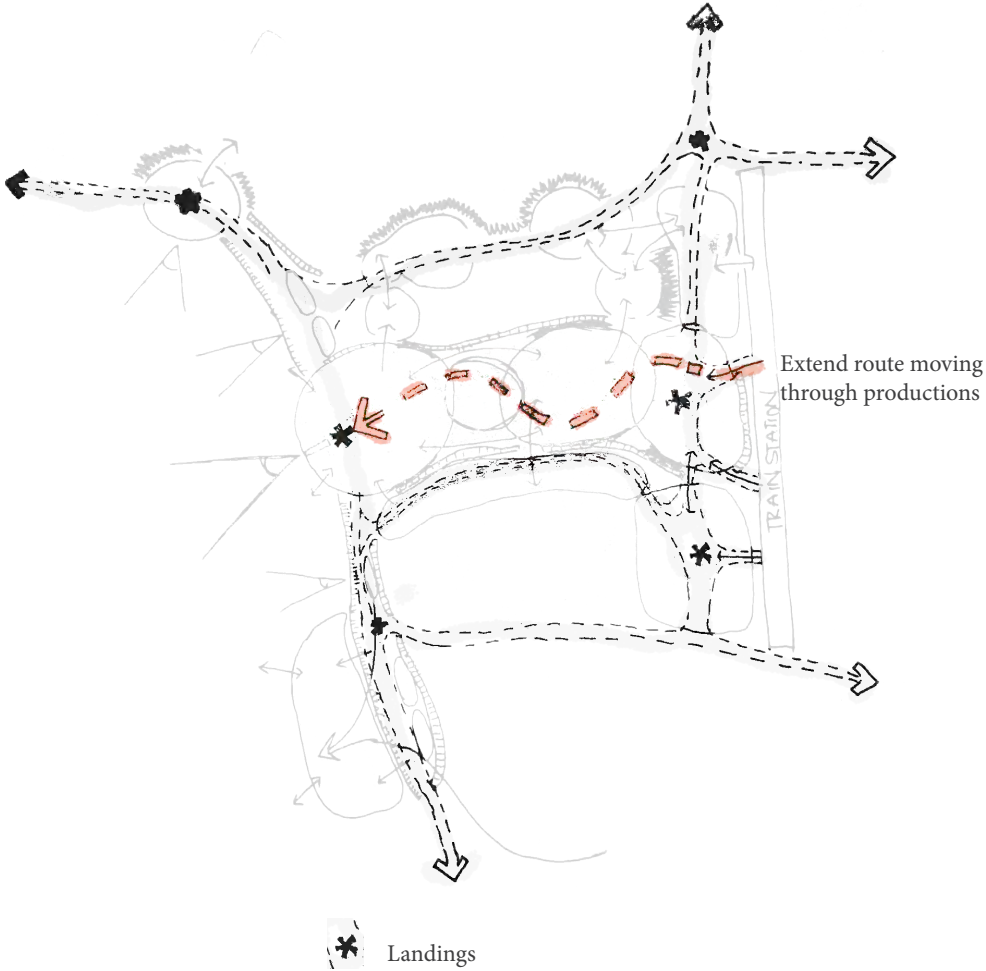 Extend route moving
through productions
TRAIN STATION
Landings